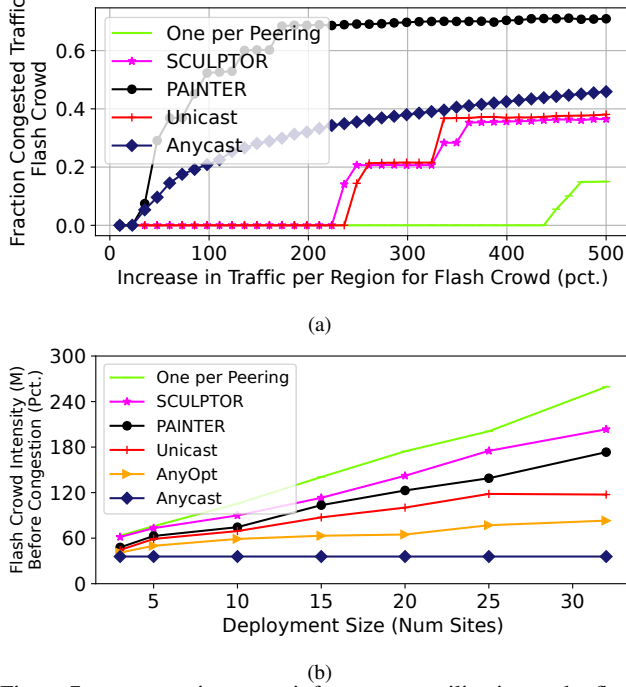 Fraction Congested Traffic
Flash Crowd
0.6
0.4
0.2
0.0
One per Peering
SCULPTOR
PAINTER
Unicast
Anycast
0
100
200
300
400
500
Increase in Traffic per Region for Flash Crowd (pct.)
(a)
Flash Crowd Intensity (M)
Before Congestion (Pct.)
300
240
180
120
60
0
One per Peering
SCULPTOR
PAINTER
Unicast
AnyOpt
Anycast
5
10
15
20
25
30
Deployment Size (Num Sites)
(b)